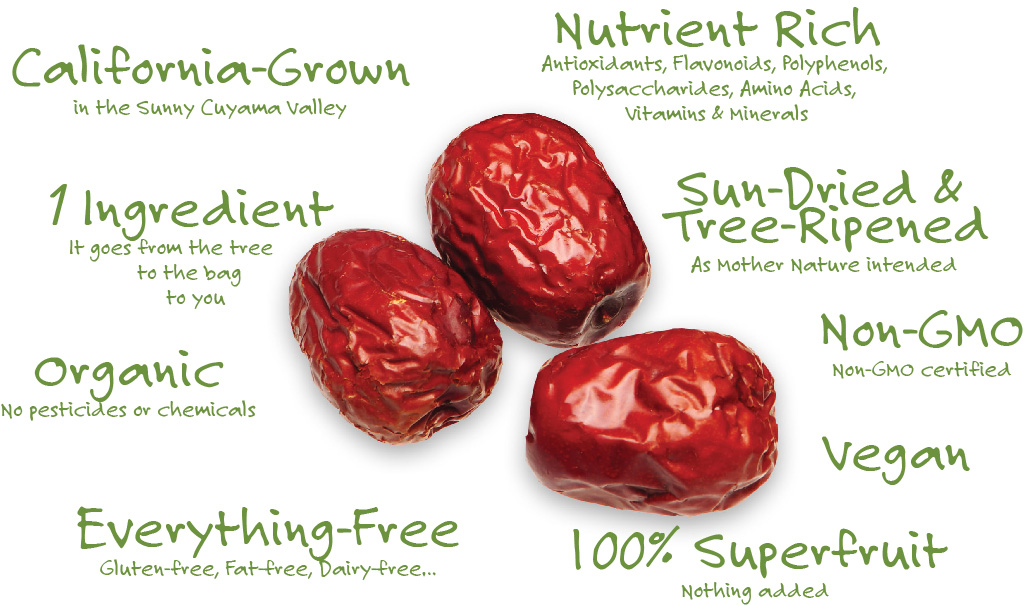 California-Grown
in the Sunny Cuyama Valley
Nutrient Rich
Antioxidants, Flavonoids, Polyphenols,
Polysaccharides, Amino Acids,
Vitamins & Minerals
1 Ingredient
It goes from the tree
to the bag
to you
Sun-Dried &
Tree-Ripened
As Mother Nature intended
Organic
No pesticides or chemicals
Non-GMO
Non-GMO certified
Vegan
Everything-Free
Gluten-free, Fat-free, Dairy-free...
100% Superfruit
Nothing added